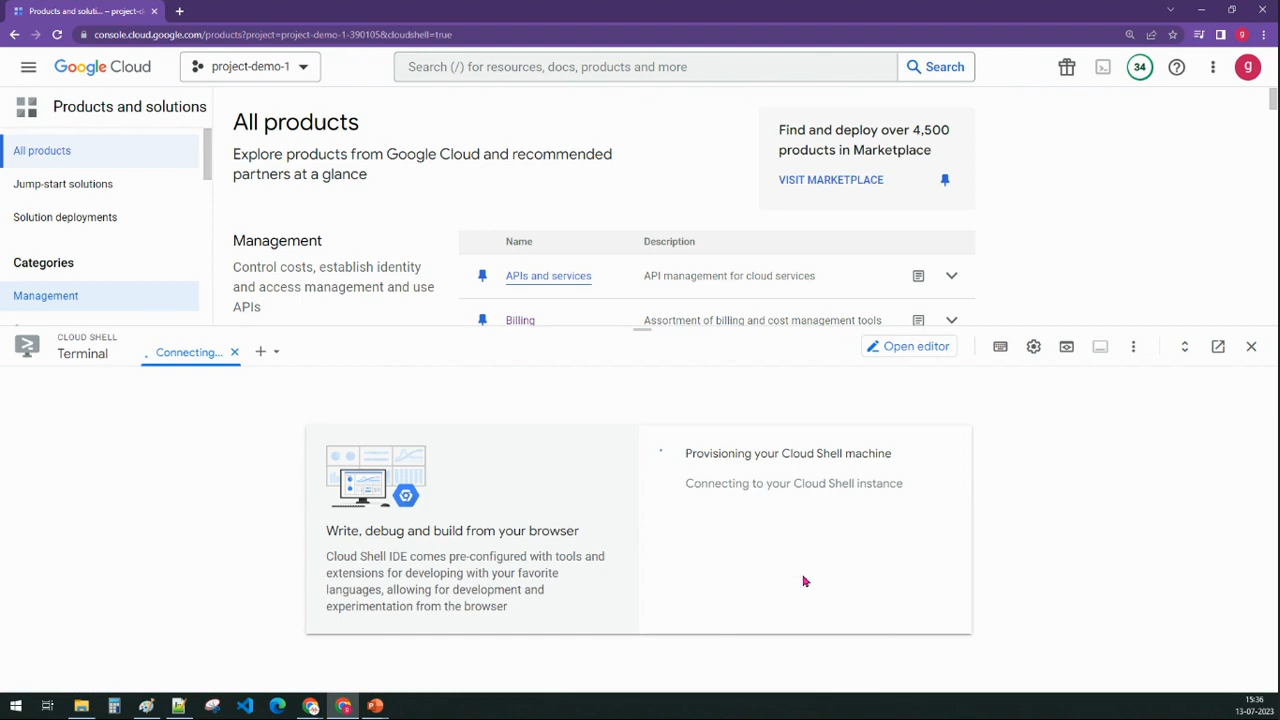 Products and soluti... – project-d
console.cloud.google.com/products?project=project-demo-1-390105&cloudshell=true
g
Google Cloud
project-demo-1
Search (/) for resources, docs, products and more
Search
34
g
Products and solutions
All products
Jump-start solutions
Solution deployments
Categories
Management
All products
Explore products from Google Cloud and recommended
partners at a glance
Find and deploy over 4,500
products in Marketplace
VISIT MARKETPLACE
Management
Control costs, establish identity
and access management and use
APIs
Name
Description
APIs and services
API management for cloud services
Billing
Assortment of billing and cost management tools
CLOUD SHELL
Terminal
Connecting...
Open editor
Write, debug and build from your browser
Cloud Shell IDE comes pre-configured with tools and
extensions for developing with your favorite
languages, allowing for development and
experimentation from the browser
Provisioning your Cloud Shell machine
Connecting to your Cloud Shell instance
15:36
13-07-2023